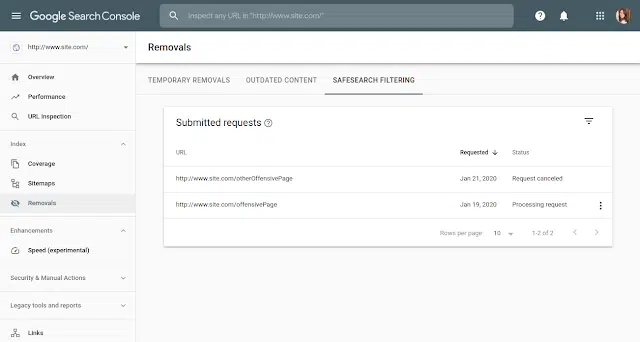 Google Search Console
Inspect any URL in "http://www.site.com/"
http://www.site.com/
Overview
Performance
URL Inspection
Index
Coverage
Sitemaps
Removals
Enhancements
Speed (experimental)
Security & Manual Actions
Legacy tools and reports
Links
Removals
TEMPORARY REMOVALS OUTDATED CONTENT SAFESEARCH FILTERING
Submitted requests
URL Requested Status
http://www.site.com/otherOffensivePage Jan 21, 2020 Request canceled
http://www.site.com/offensivePage Jan 19, 2020 Processing request
Rows per page: 10 1-2 of 2